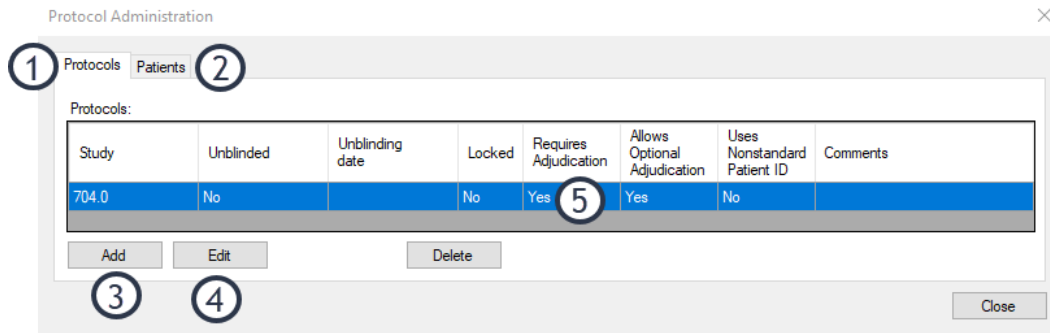 Protocol Administration
1 Protocols Patients 2
Protocols:
Study Unblinded Unblinding date Locked Requires Adjudication Allows Optional Adjudication Uses Nonstandard Patient ID Comments
704.0 No No Yes 5 Yes No
Add Edit Delete
3 4
Close